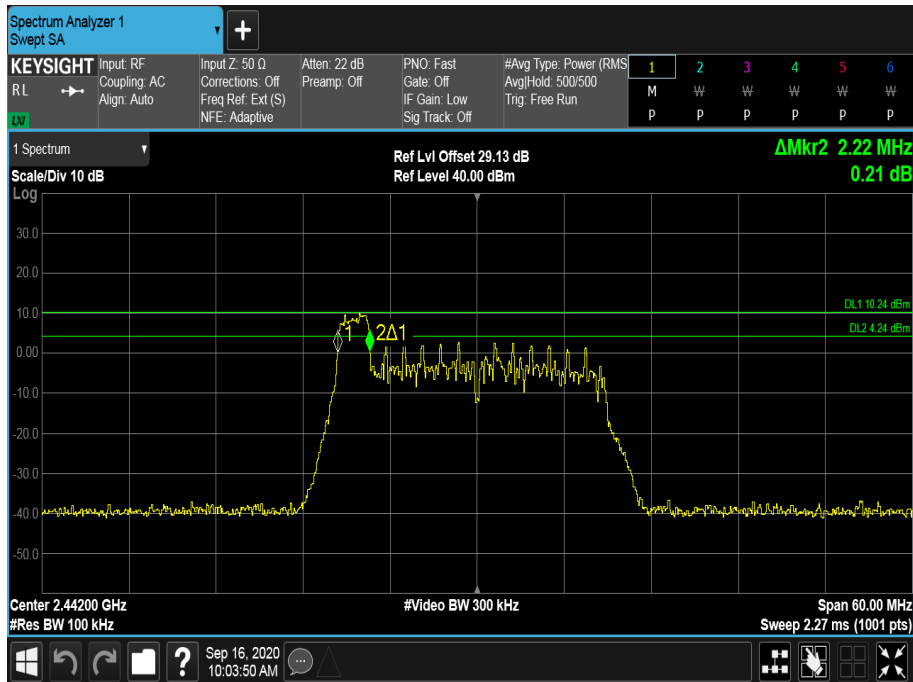 Spectrum Analyzer 1
Swept SA
+
KEYSIGHT
RL
LXI
Input: RF
Coupling: AC
Align: Auto
Input Z: 50 Ω
Corrections: Off
Freq Ref: Ext (S)
NFE: Adaptive
Atten: 22 dB
Preamp: Off
PNO: Fast
Gate: Off
IF Gain: Low
Sig Track: Off
#Avg Type: Power (RMS
Avg|Hold: 500/500
Trig: Free Run
1 2 3 4 5 6
M W W W W W
P P P P P P
1 Spectrum
Scale/Div 10 dB
Ref Lvl Offset 29.13 dB
Ref Level 40.00 dBm
ΔMkr2 2.22 MHz
0.21 dB
Log
30.0
20.0
10.0
0.00
-10.0
-20.0
-30.0
-40.0
-50.0
DL1 10.24 dBm
DL2 4.24 dBm
1
2Δ1
Center 2.44200 GHz
#Video BW 300 kHz
Span 60.00 MHz
#Res BW 100 kHz
Sweep 2.27 ms (1001 pts)
?
Sep 16, 2020
10:03:50 AM